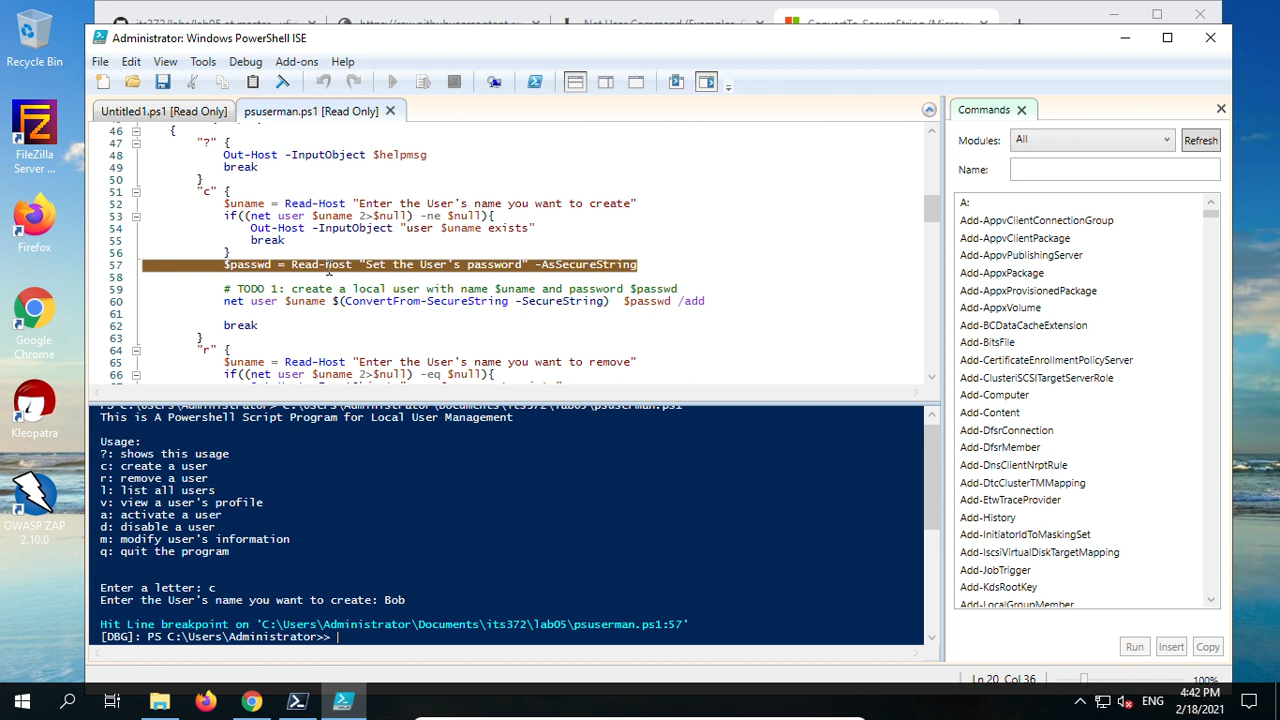 Recycle Bin
FileZilla
Server ...
Firefox
Google
Chrome
Kleopatra
OWASP ZAP
2.10.0
Administrator: Windows PowerShell ISE
File Edit View Tools Debug Add-ons Help
Untitled1.ps1 [Read Only] psuserman.ps1 [Read Only]
46 {
47 "?" {
48 Out-Host -InputObject $helpmsg
49 break
50 }
51 "c" {
52 $uname = Read-Host "Enter the User's name you want to create"
53 if((net user $uname 2>$null) -ne $null){
54 Out-Host -InputObject "user $uname exists"
55 break
56 }
57 $passwd = Read-Host "Set the User's password" -AsSecureString
58
59 # TODO 1: create a local user with name $uname and password $passwd
60 net user $uname $(ConvertFrom-SecureString -SecureString) $passwd /add
61
62 break
63 }
64 "r" {
65 $uname = Read-Host "Enter the User's name you want to remove"
66 if((net user $uname 2>$null) -eq $null){
PS C:\Users\Administrator> C:\Users\Administrator\Documents\its372\lab05\psuserman.ps1
This is A Powershell Script Program for Local User Management
Usage:
?: shows this usage
c: create a user
r: remove a user
l: list all users
v: view a user's profile
a: activate a user
d: disable a user
m: modify user's information
q: quit the program
Enter a letter: c
Enter the User's name you want to create: Bob
Hit Line breakpoint on 'C:\Users\Administrator\Documents\its372\lab05\psuserman.ps1:57'
[DBG]: PS C:\Users\Administrator>>
Commands
Modules: All Refresh
Name:
A:
Add-AppvClientConnectionGroup
Add-AppvClientPackage
Add-AppvPublishingServer
Add-AppxPackage
Add-AppxProvisionedPackage
Add-AppxVolume
Add-BCDataCacheExtension
Add-BitsFile
Add-CertificateEnrollmentPolicyServer
Add-ClusteriSCSITargetServerRole
Add-Computer
Add-Content
Add-DfsrConnection
Add-DfsrMember
Add-DnsClientNrptRule
Add-DtcClusterTMMapping
Add-EtwTraceProvider
Add-History
Add-InitiatorIdToMaskingSet
Add-IscsiVirtualDiskTargetMapping
Add-JobTrigger
Add-KdsRootKey
Add-LocalGroupMember
Run Insert Copy
Ln 20 Col 36 100%
ENG
4:42 PM
2/18/2021